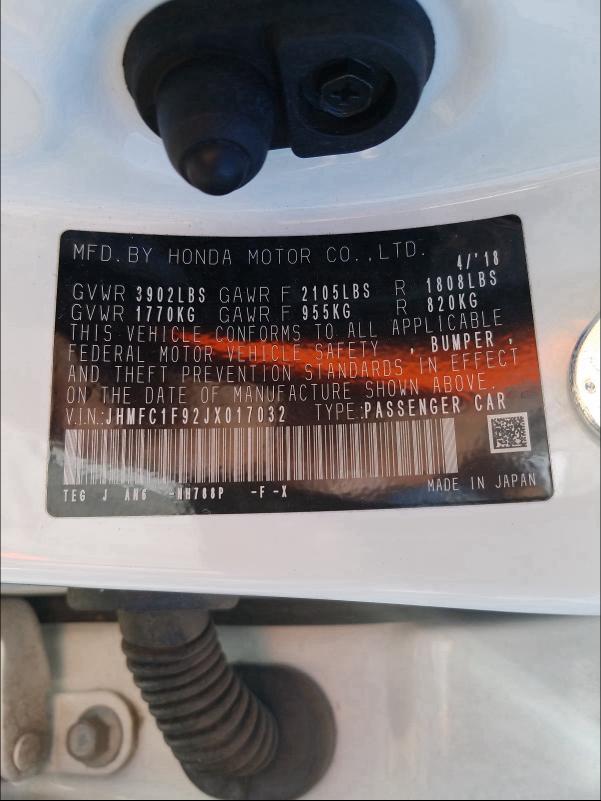 MFD. BY HONDA MOTOR CO., LTD. 4/'18
GVWR 3902LBS GAWR F 2105LBS R 1808LBS
GVWR 1770KG GAWR F 955KG R 820KG
THIS VEHICLE CONFORMS TO ALL APPLICABLE
FEDERAL MOTOR VEHICLE SAFETY , BUMPER ,
AND THEFT PREVENTION STANDARDS IN EFFECT
ON THE DATE OF MANUFACTURE SHOWN ABOVE.
V.I.N.:JHMFC1F92JX017032 TYPE:PASSENGER CAR
TEG J AN6 -NH788P -F -X MADE IN JAPAN